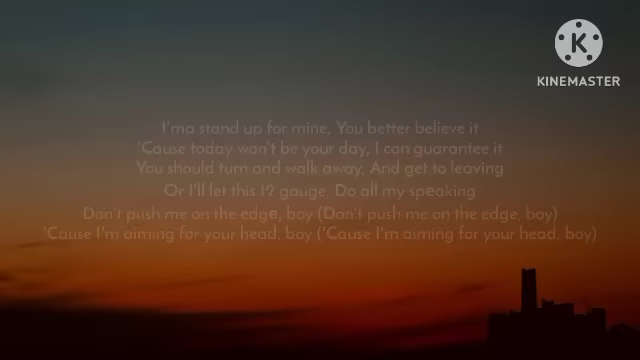 K
KINEMASTER
I'ma stand up for mine, You better believe it
'Cause today won't be your day, I can guarantee it
You should turn and walk away, And get to leaving
Or I'll let this 12 gauge, Do all my speaking
Don't push me on the edge, boy (Don't push me on the edge, boy)
'Cause I'm aiming for your head, boy ('Cause I'm aiming for your head, boy)